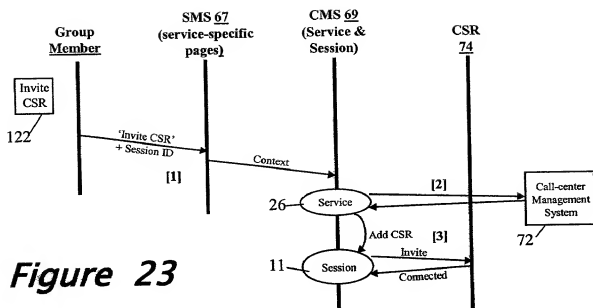 Group
Member
SMS 67
(service-specific
pages)
CMS 69
(Service &
Session)
CSR
74
Invite
CSR
122
'Invite CSR'
+ Session ID
[1]
Context
[2]
Service
26
Call-center
Management
System
72
Add CSR
[3]
Invite
11
Session
Connected
Figure 23